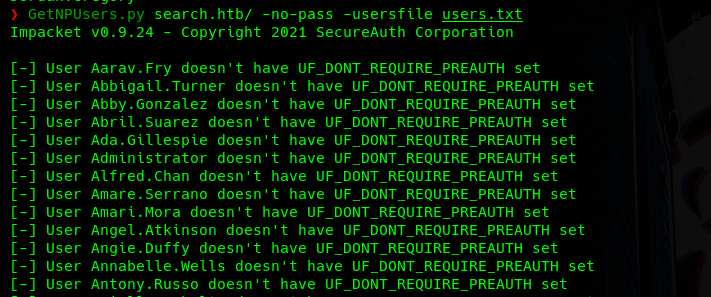 ❯ GetNPUsers.py search.htb/ -no-pass -usersfile users.txt
Impacket v0.9.24 - Copyright 2021 SecureAuth Corporation
[-] User Aarav.Fry doesn't have UF_DONT_REQUIRE_PREAUTH set
[-] User Abbigail.Turner doesn't have UF_DONT_REQUIRE_PREAUTH set
[-] User Abby.Gonzalez doesn't have UF_DONT_REQUIRE_PREAUTH set
[-] User Abril.Suarez doesn't have UF_DONT_REQUIRE_PREAUTH set
[-] User Ada.Gillespie doesn't have UF_DONT_REQUIRE_PREAUTH set
[-] User Administrator doesn't have UF_DONT_REQUIRE_PREAUTH set
[-] User Alfred.Chan doesn't have UF_DONT_REQUIRE_PREAUTH set
[-] User Amare.Serrano doesn't have UF_DONT_REQUIRE_PREAUTH set
[-] User Amari.Mora doesn't have UF_DONT_REQUIRE_PREAUTH set
[-] User Angel.Atkinson doesn't have UF_DONT_REQUIRE_PREAUTH set
[-] User Angie.Duffy doesn't have UF_DONT_REQUIRE_PREAUTH set
[-] User Annabelle.Wells doesn't have UF_DONT_REQUIRE_PREAUTH set
[-] User Antony.Russo doesn't have UF_DONT_REQUIRE_PREAUTH set